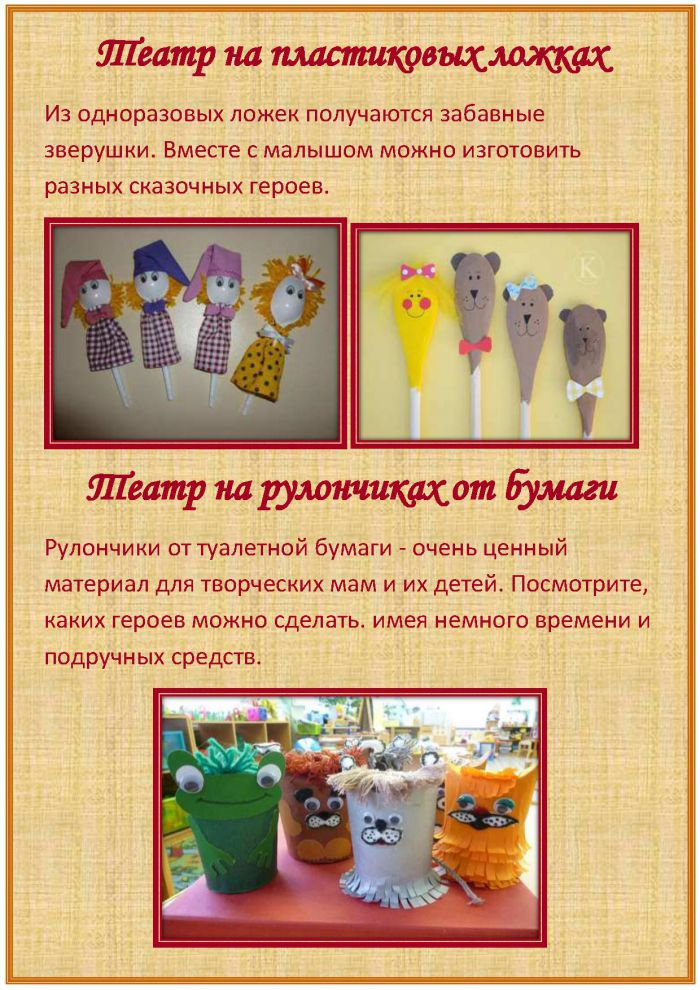 Театр на пластиковых ложках
Из одноразовых ложек получаются забавные
зверушки. Вместе с малышом можно изготовить
разных сказочных героев.
K
Театр на рулончиках от бумаги
Рулончики от туалетной бумаги - очень ценный
материал для творческих мам и их детей. Посмотрите,
каких героев можно сделать. имея немного времени и
подручных средств.